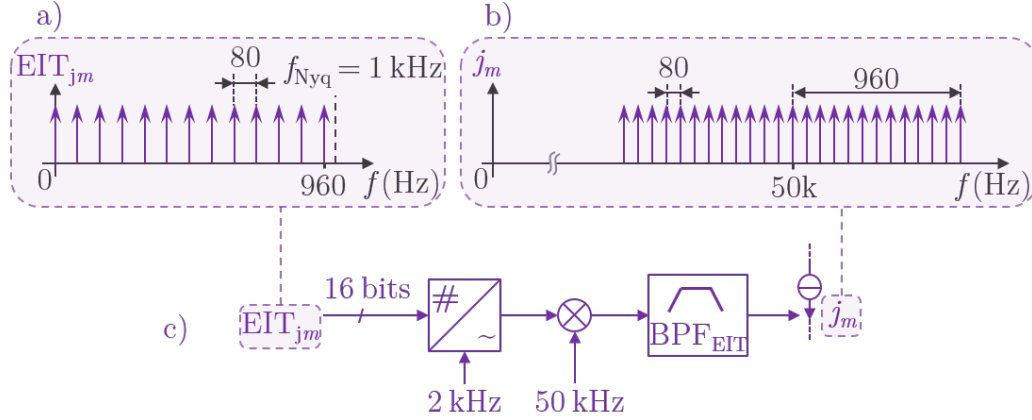 a)
EIT_jm
80
f_Nyq = 1 kHz
0
960
f (Hz)
b)
j_m
80
960
0
50k
f (Hz)
c)
EIT_jm
16 bits
#
~
2 kHz
50 kHz
BPF_EIT
j_m